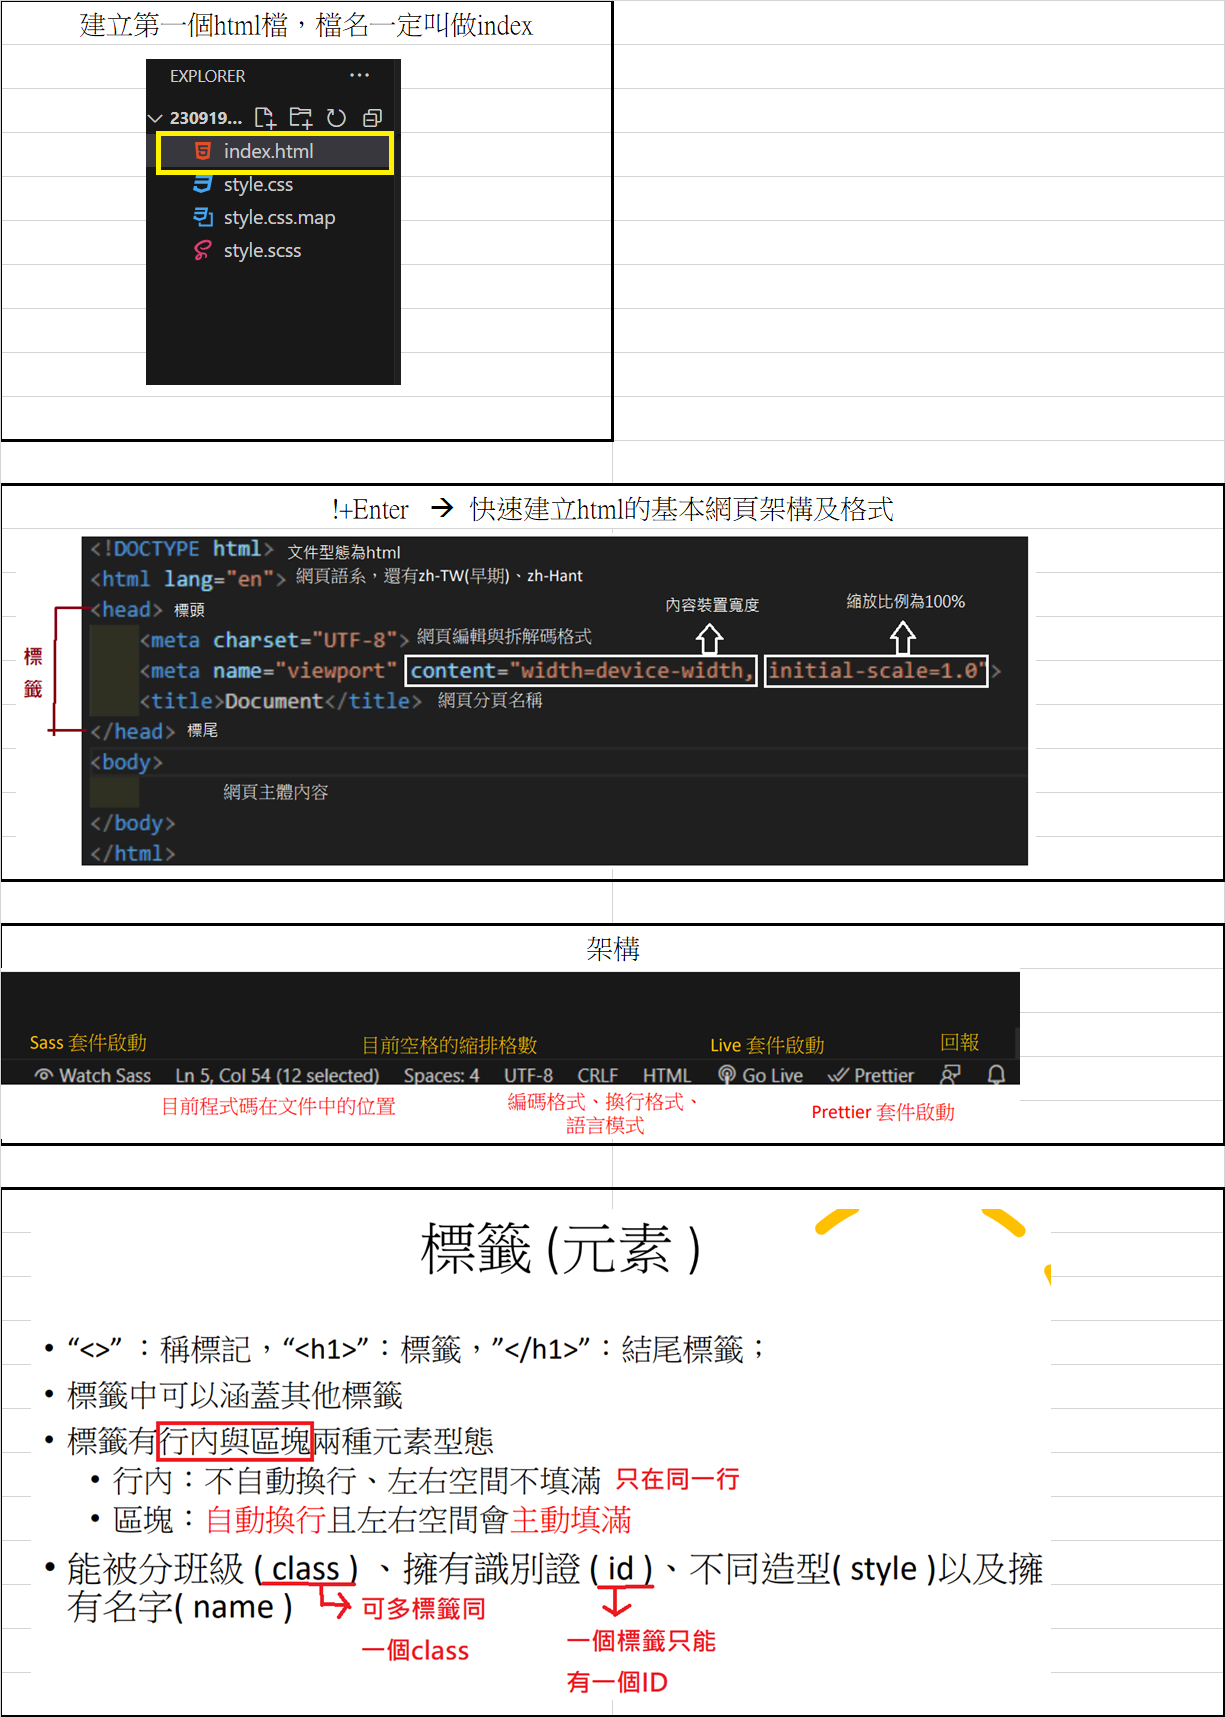 建立第一個html檔，檔名一定叫做index
EXPLORER ···
230919...
index.html
style.css
style.css.map
style.scss
!+Enter → 快速建立html的基本網頁架構及格式
<!DOCTYPE html> 文件型態為html
<html lang="en"> 網頁語系，還有zh-TW(早期)、zh-Hant
內容裝置寬度 縮放比例為100%
<head> 標頭
<meta charset="UTF-8"> 網頁編輯與拆解碼格式
標籤
<meta name="viewport" content="width=device-width, initial-scale=1.0">
<title>Document</title> 網頁分頁名稱
</head> 標尾
<body>
網頁主體內容
</body>
</html>
架構
Sass 套件啟動 目前空格的縮排格數 Live 套件啟動 回報
Watch Sass Ln 5, Col 54 (12 selected) Spaces: 4 UTF-8 CRLF HTML Go Live Prettier
目前程式碼在文件中的位置 編碼格式、換行格式、
語言模式 Prettier 套件啟動
標籤 (元素 )
• “<>” ：稱標記，“<h1>”：標籤，”</h1>”：結尾標籤；
• 標籤中可以涵蓋其他標籤
• 標籤有行內與區塊兩種元素型態
• 行內：不自動換行、左右空間不填滿 只在同一行
• 區塊：自動換行且左右空間會主動填滿
• 能被分班級 ( class ) 、擁有識別證 ( id )、不同造型( style )以及擁
有名字( name )
可多標籤同
一個class
一個標籤只能
有一個ID